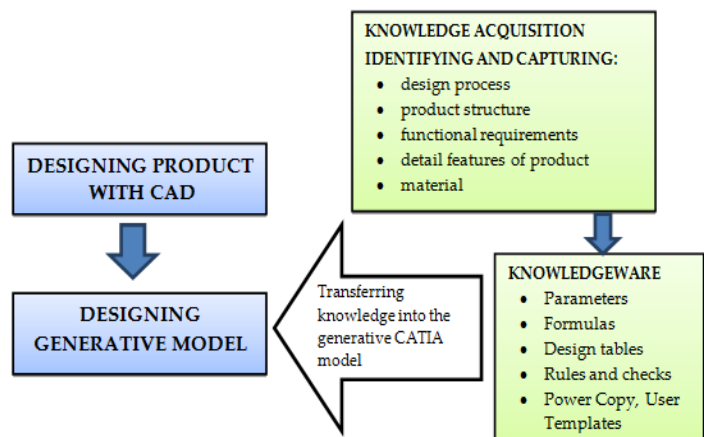 KNOWLEDGE ACQUISITION
IDENTIFYING AND CAPTURING:
• design process
• product structure
• functional requirements
• detail features of product
• material
DESIGNING PRODUCT
WITH CAD
DESIGNING
GENERATIVE MODEL
Transferring
knowledge into the
generative CATIA
model
KNOWLEDGEWARE
• Parameters
• Formulas
• Design tables
• Rules and checks
• Power Copy, User
Templates